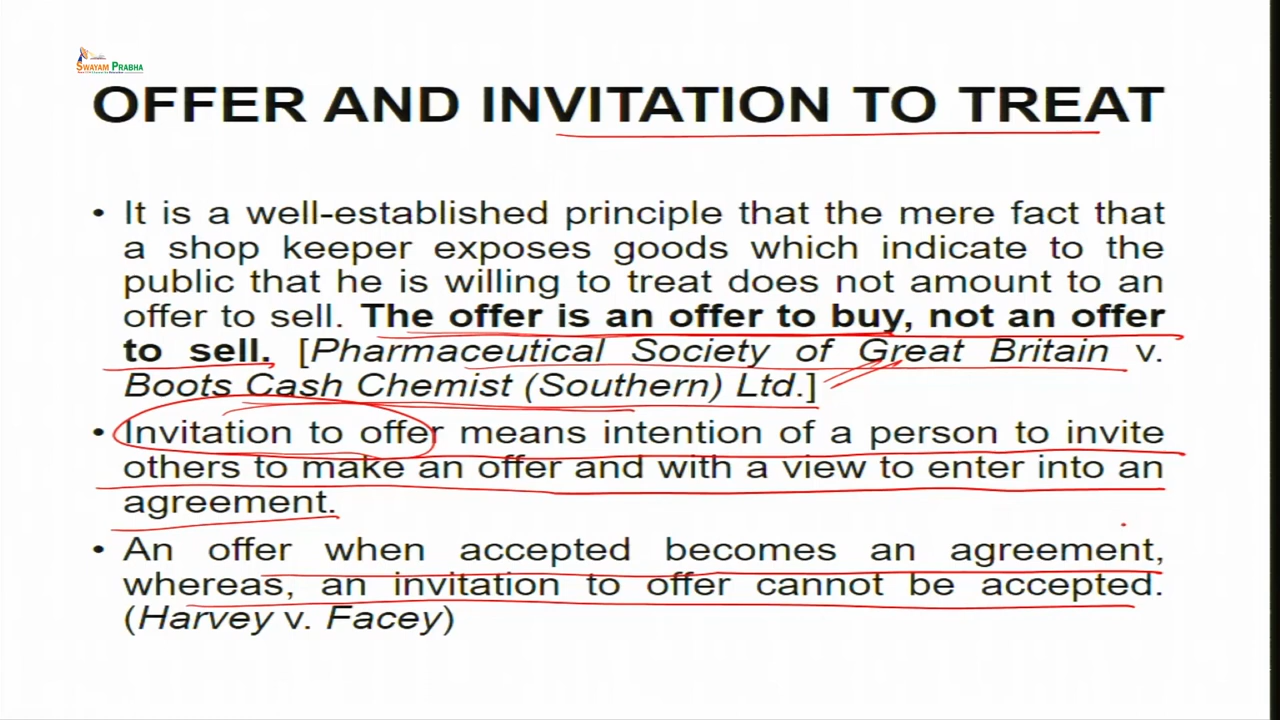 SWAYAM PRABHA
OFFER AND INVITATION TO TREAT
• It is a well-established principle that the mere fact that
a shop keeper exposes goods which indicate to the
public that he is willing to treat does not amount to an
offer to sell. The offer is an offer to buy, not an offer
to sell. [Pharmaceutical Society of Great Britain v.
Boots Cash Chemist (Southern) Ltd.]
• Invitation to offer means intention of a person to invite
others to make an offer and with a view to enter into an
agreement.
• An offer when accepted becomes an agreement,
whereas, an invitation to offer cannot be accepted.
(Harvey v. Facey)